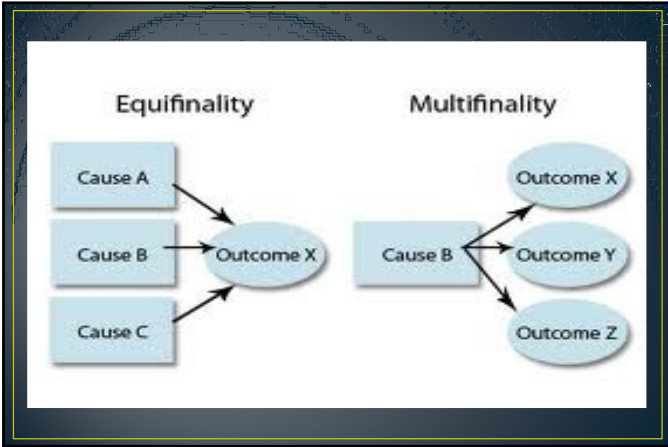 Equifinality
Cause A
Cause B
Cause C
Outcome X
Multifinality
Cause B
Outcome X
Outcome Y
Outcome Z